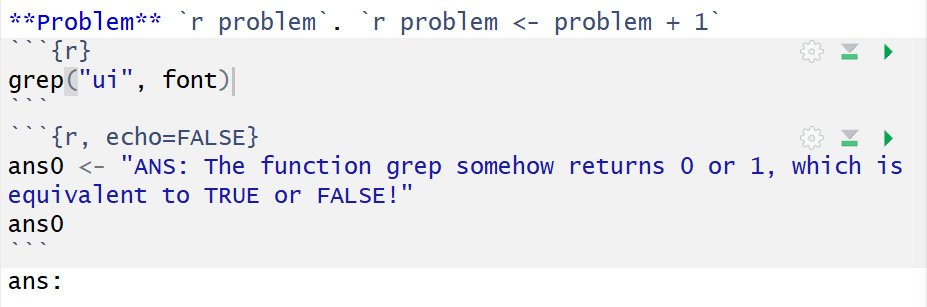 **Problem** `r problem`. `r problem <- problem + 1`
```{r}
grep("ui", font)
```
```{r, echo=FALSE}
ans0 <- "ANS: The function grep somehow returns 0 or 1, which is
equivalent to TRUE or FALSE!"
ans0
```
ans: